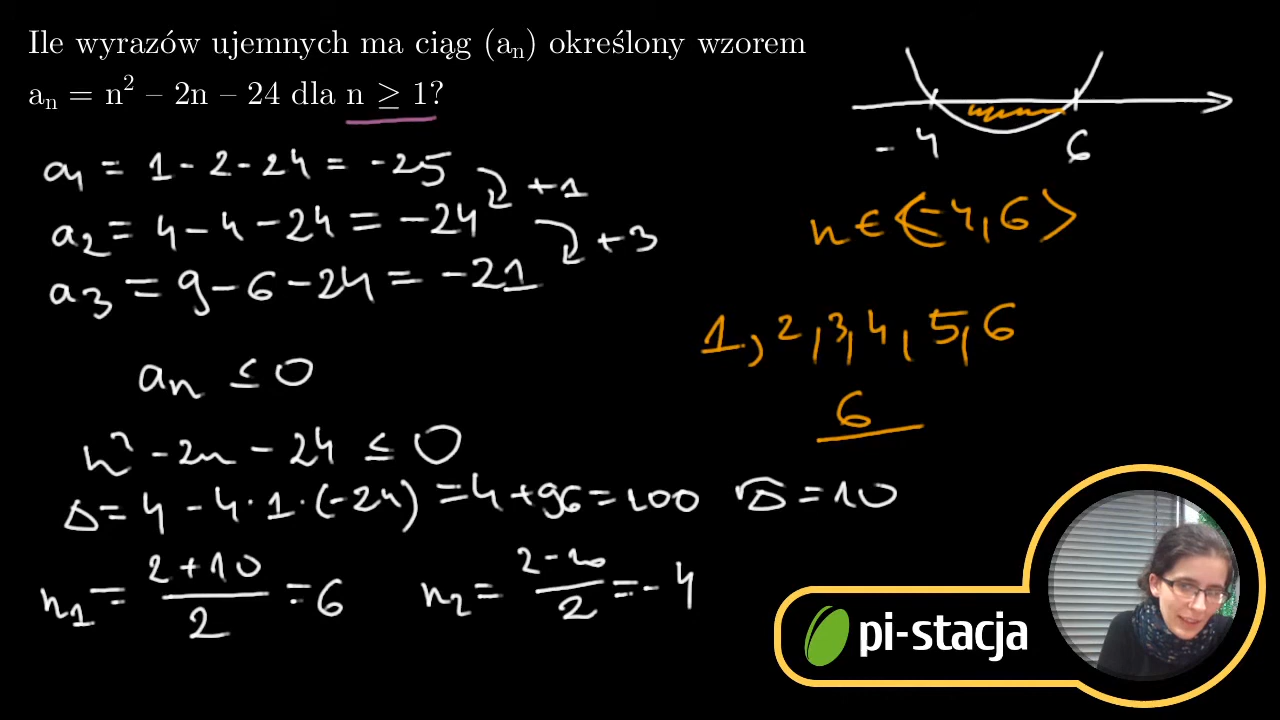 Ile wyrazów ujemnych ma ciąg (aₙ) określony wzorem
aₙ = n² – 2n – 24 dla n ≥ 1?
a₁ = 1 - 2 - 24 = -25
+1
a₂ = 4 - 4 - 24 = -24
+3
a₃ = 9 - 6 - 24 = -21
aₙ ≤ 0
n² - 2n - 24 ≤ 0
Δ = 4 - 4·1·(-24) = 4 + 96 = 100 √Δ = 10
n₁ = (2+10)/2 = 6 n₂ = (2-10)/2 = -4
-4 6
n ∈ <-4, 6>
1, 2, 3, 4, 5, 6
6
pi-stacja